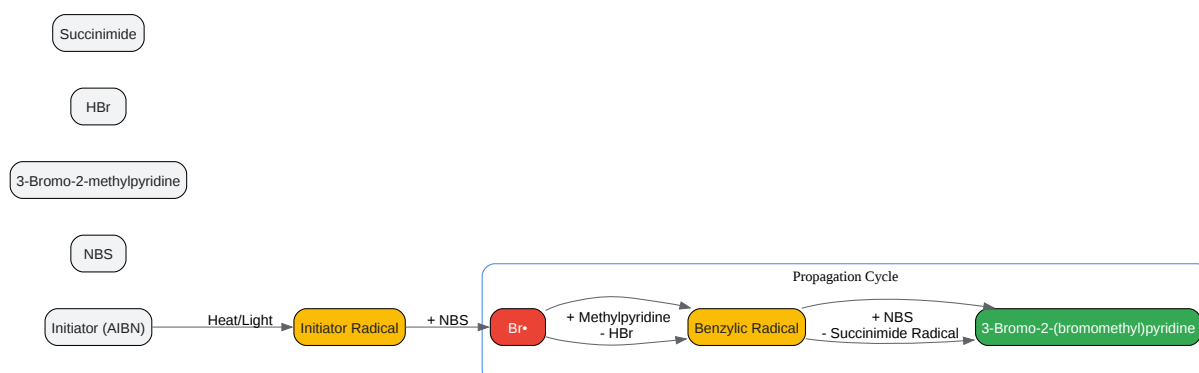 Succinimide
HBr
3-Bromo-2-methylpyridine
NBS
Propagation Cycle
Initiator (AIBN)
Heat/Light
Initiator Radical
+ NBS
Br•
+ Methylpyridine
- HBr
Benzylic Radical
+ NBS
- Succinimide Radical
3-Bromo-2-(bromomethyl)pyridine